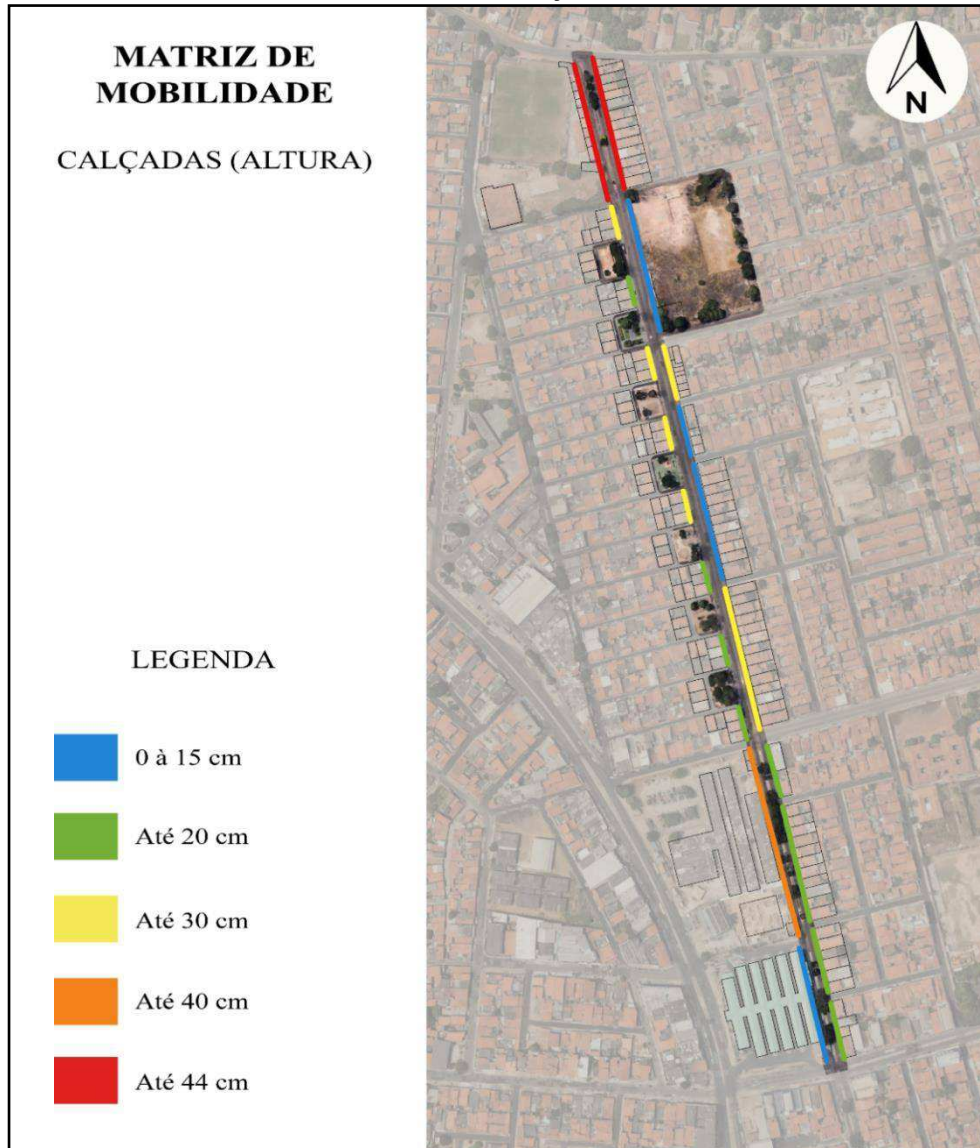 MATRIZ DE
MOBILIDADE
CALÇADAS (ALTURA)
N
LEGENDA
0 à 15 cm
Até 20 cm
Até 30 cm
Até 40 cm
Até 44 cm